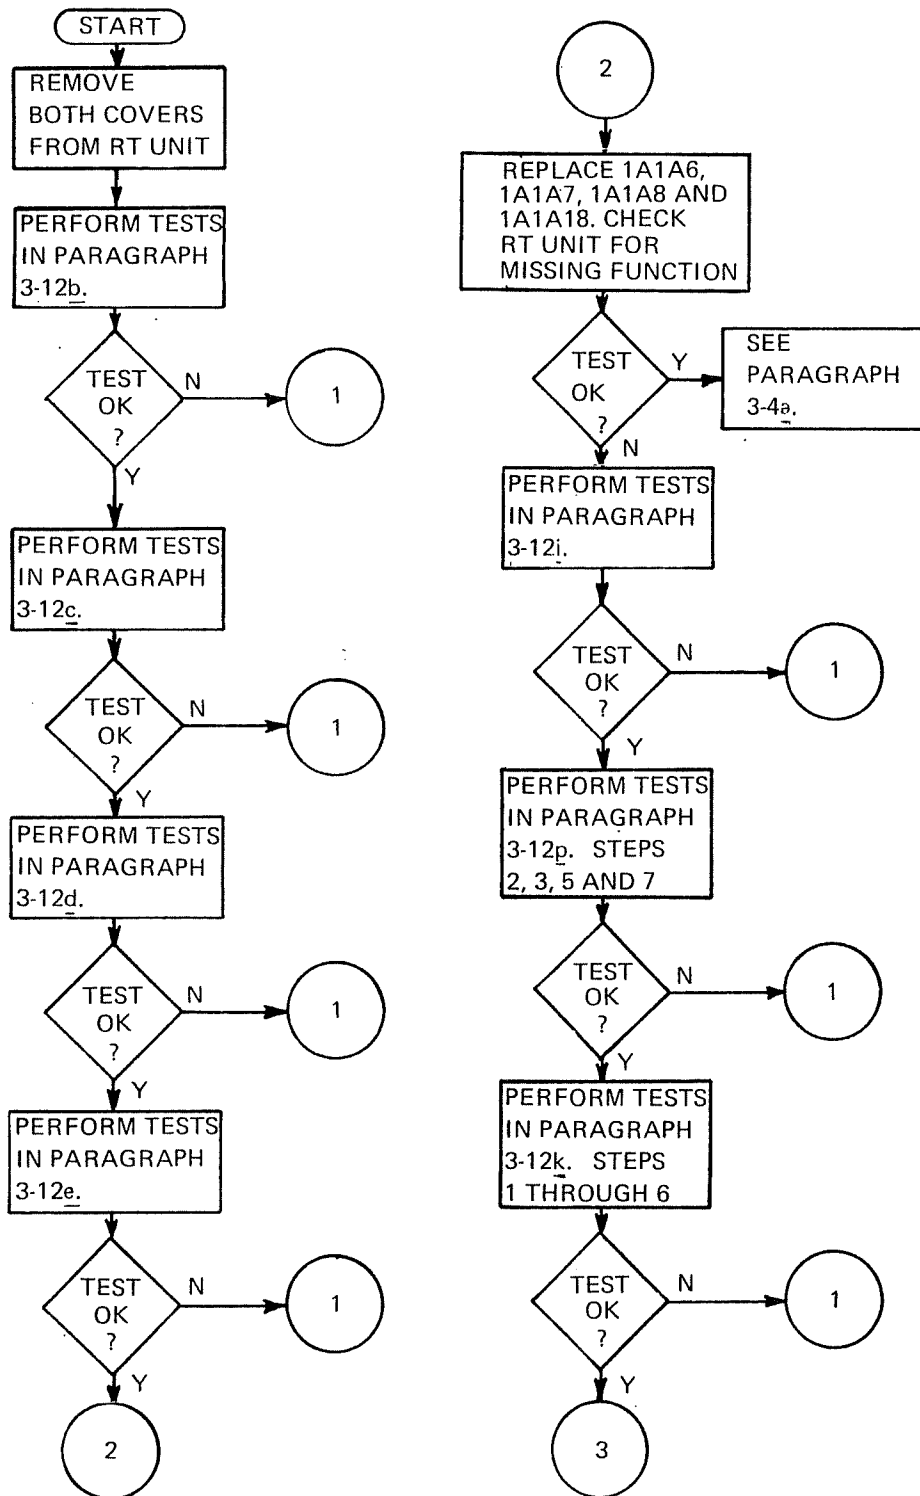 START
REMOVE
BOTH COVERS
FROM RT UNIT
PERFORM TESTS
IN PARAGRAPH
3-12b.
TEST
OK
?
N
1
Y
PERFORM TESTS
IN PARAGRAPH
3-12c.
TEST
OK
?
N
1
Y
PERFORM TESTS
IN PARAGRAPH
3-12d.
TEST
OK
?
N
1
Y
PERFORM TESTS
IN PARAGRAPH
3-12e.
TEST
OK
?
N
1
Y
2
2
REPLACE 1A1A6,
1A1A7, 1A1A8 AND
1A1A18. CHECK
RT UNIT FOR
MISSING FUNCTION
TEST
OK
?
Y
SEE
PARAGRAPH
3-4a.
N
PERFORM TESTS
IN PARAGRAPH
3-12i.
TEST
OK
?
N
1
Y
PERFORM TESTS
IN PARAGRAPH
3-12p. STEPS
2, 3, 5 AND 7
TEST
OK
?
N
1
Y
PERFORM TESTS
IN PARAGRAPH
3-12k. STEPS
1 THROUGH 6
TEST
OK
?
N
1
Y
3